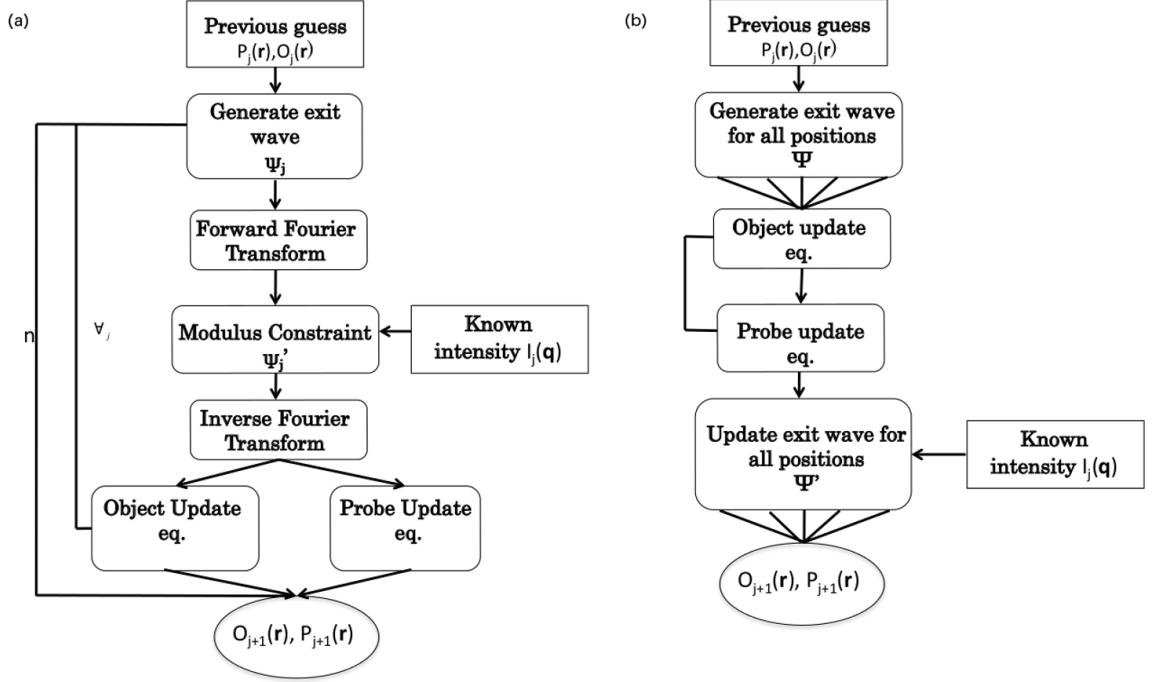 (a)
Previous guess
Pⱼ(r),Oⱼ(r)
Generate exit
wave
Ψⱼ
Forward Fourier
Transform
n
∀ⱼ
Modulus Constraint
Ψⱼ’
Known
intensity Iⱼ(q)
Inverse Fourier
Transform
Object Update
eq.
Probe Update
eq.
Oⱼ₊₁(r), Pⱼ₊₁(r)
(b)
Previous guess
Pⱼ(r),Oⱼ(r)
Generate exit wave
for all positions
Ψ
Object update
eq.
Probe update
eq.
Update exit wave for
all positions
Ψ’
Known
intensity Iⱼ(q)
Oⱼ₊₁(r), Pⱼ₊₁(r)